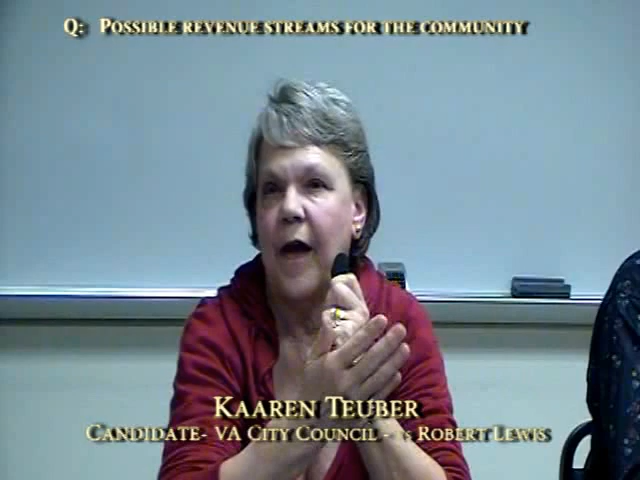 Q: Possible revenue streams for the community
Kaaren Teuber
Candidate- VA City Council - 's Robert Lewis